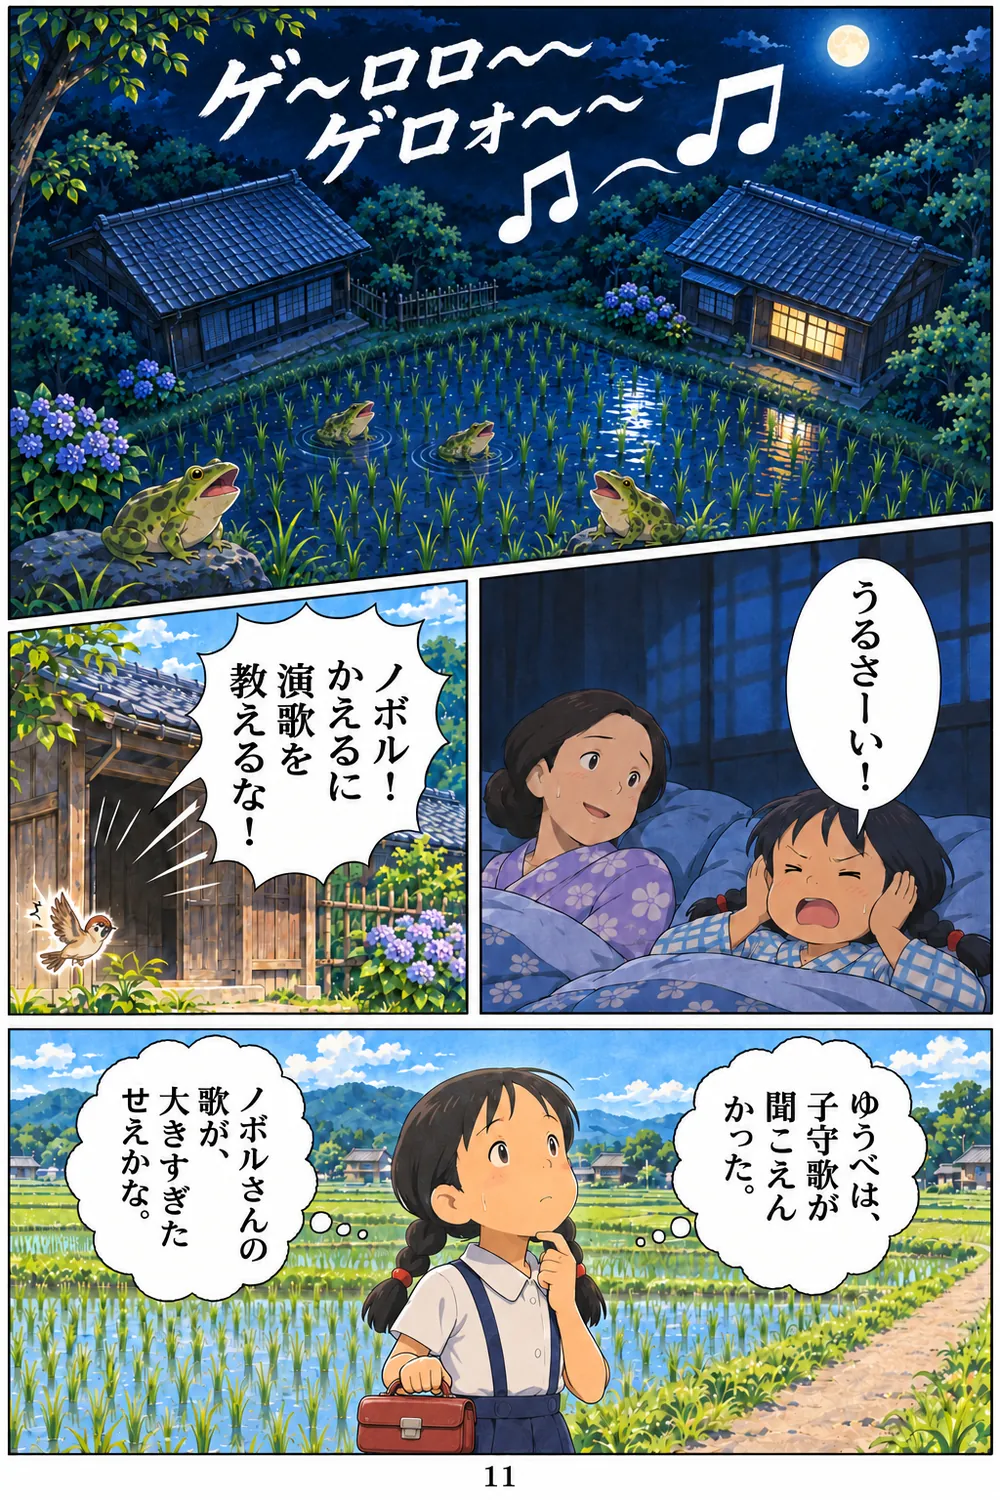 ゲ〜ロロ〜〜
ゲロォ〜〜
うるさーい！
ノボル！
かえるに
演歌を
教えるな！
ゆうべは、
子守歌が
聞こえん
かった。
ノボルさんの
歌が、
大きすぎた
せえかな。
11